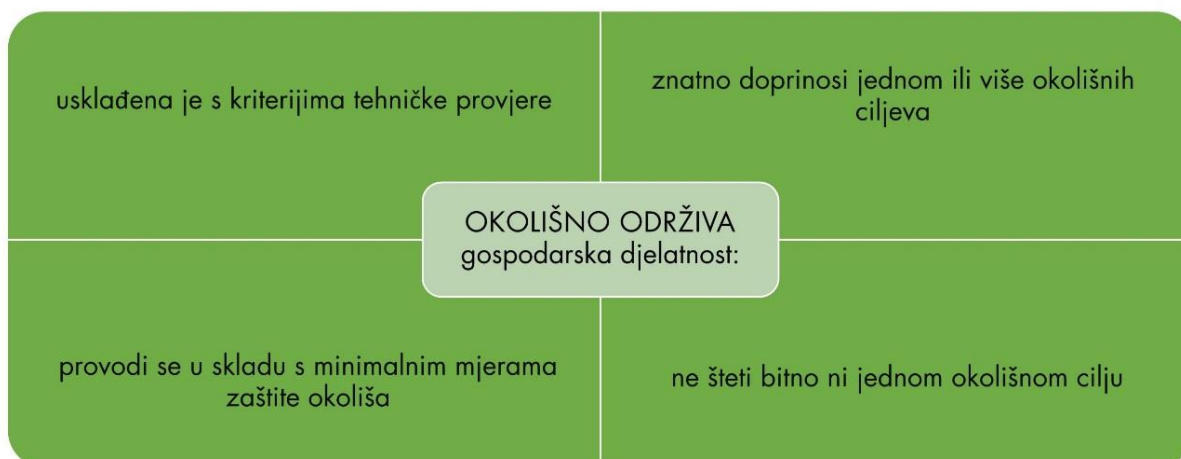 usklađena je s kriterijima tehničke provjere
znatno doprinosi jednom ili više okolišnih
ciljeva
OKOLIŠNO ODRŽIVA
gospodarska djelatnost:
provodi se u skladu s minimalnim mjerama
zaštite okoliša
ne šteti bitno ni jednom okolišnom cilju